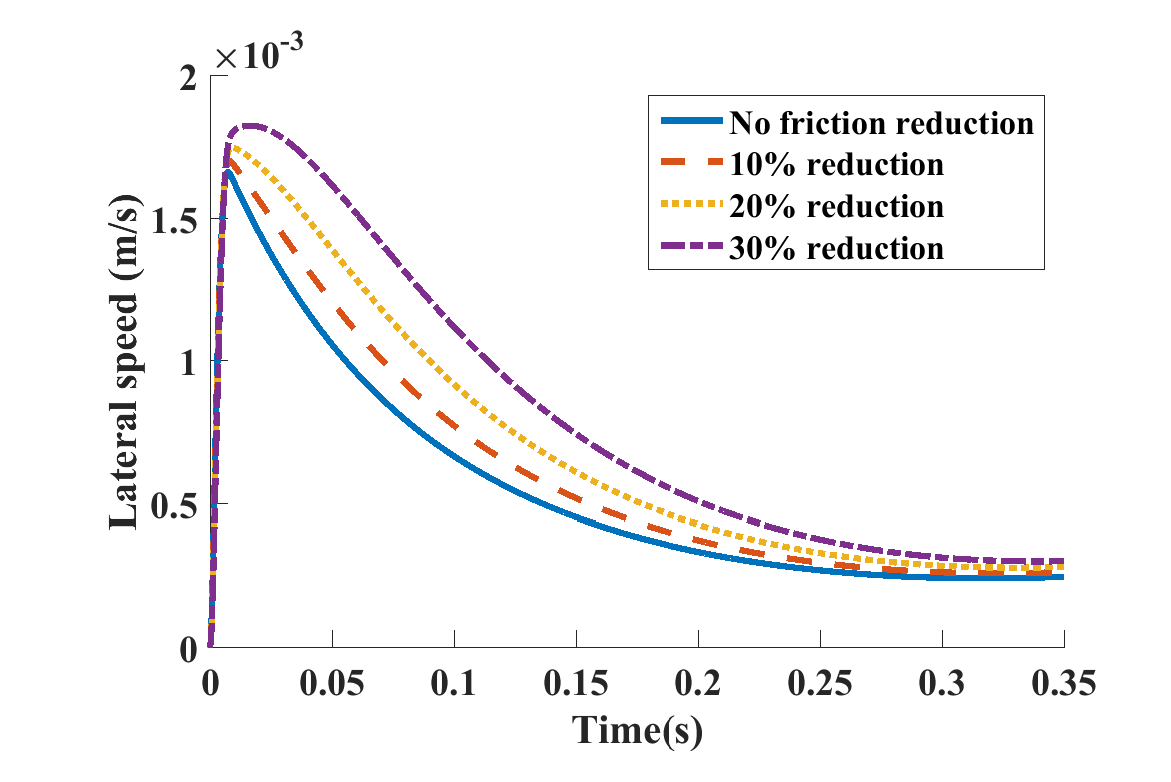 ×10⁻³
2
1.5
1
0.5
0
Lateral speed (m/s)
No friction reduction
10% reduction
20% reduction
30% reduction
0 0.05 0.1 0.15 0.2 0.25 0.3 0.35
Time(s)